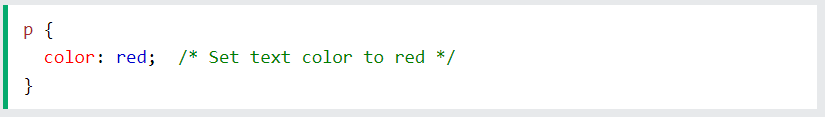 p {
  color: red;  /* Set text color to red */
}